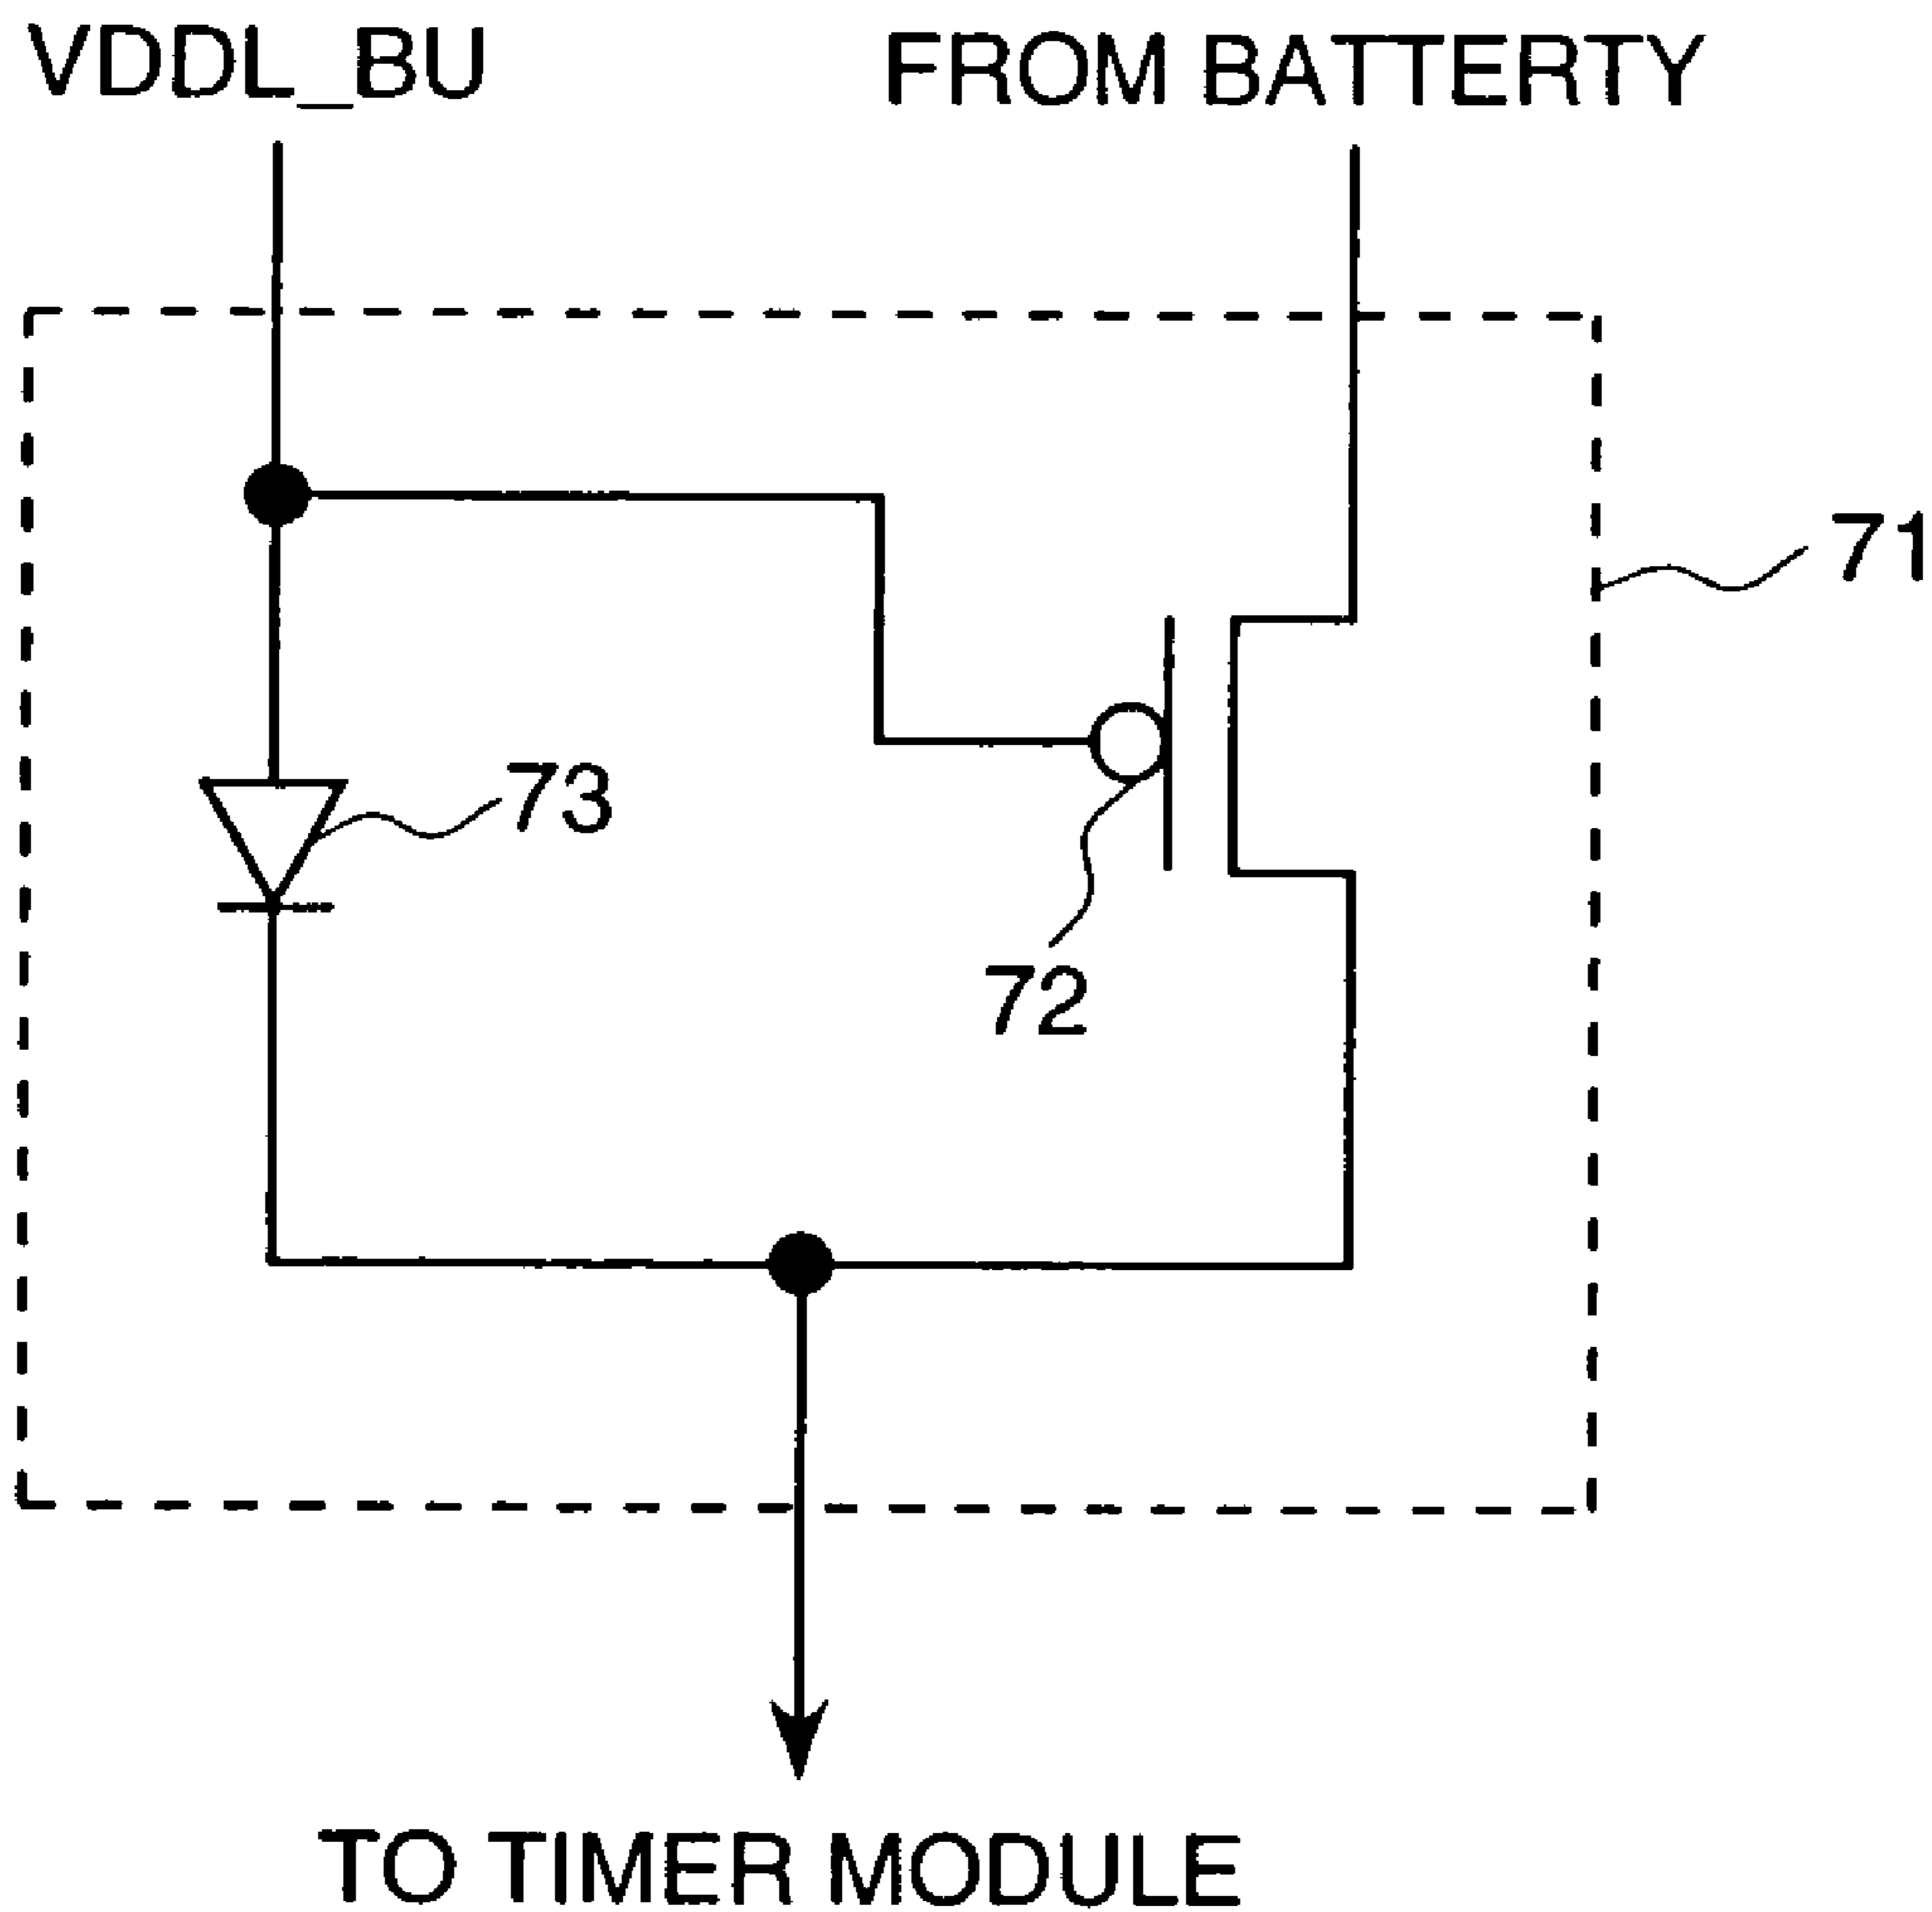 VDDL_BU
FROM BATTERTY
71
73
72
TO TIMER MODULE